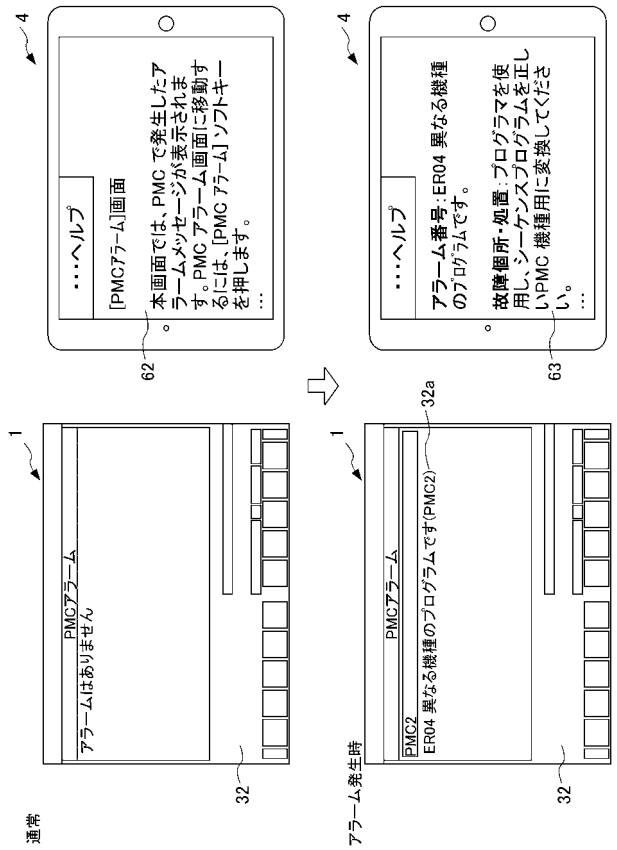 通常
1
PMCアラーム
アラームはありません
32
4
・・・ヘルプ
[PMCアラーム]画面
本画面では、PMC で発生したア
ラームメッセージが表示されま
す。PMC アラーム画面に移動す
るには、[PMC アラーム] ソフトキー
を押します。
…
62
アラーム発生時
1
PMCアラーム
PMC2
ER04 異なる機種のプログラムです(PMC2)
32a
32
4
・・・ヘルプ
アラーム番号：ER04 異なる機種
のプログラムです。
故障個所・処置：プログラマを使
用し、シーケンスプログラムを正し
いPMC 機種用に変換してくださ
い。
…
63